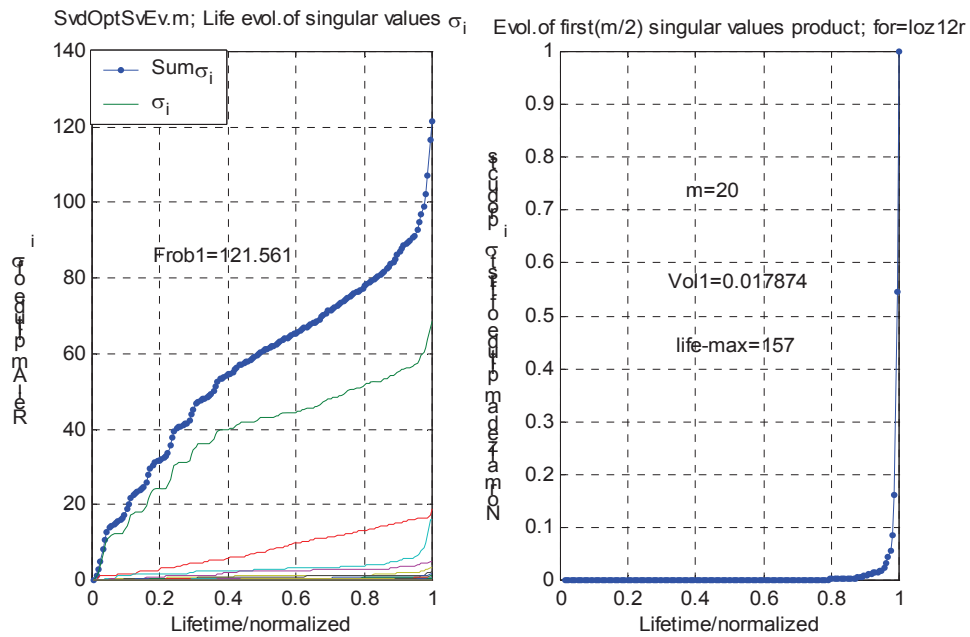 SvdOptSvEv.m; Life evol.of singular values σi
140
120
100
80
60
40
20
0
Rel Amplitude of σi
Sumσi
σi
Frob1=121.561
0 0.2 0.4 0.6 0.8 1
Lifetime/normalized
Evol.of first(m/2) singular values product; for=loz12r
1
0.9
0.8
0.7
0.6
0.5
0.4
0.3
0.2
0.1
0
Normalized amplitude of first σi products
m=20
Vol1=0.017874
life-max=157
0 0.2 0.4 0.6 0.8 1
Lifetime/normalized